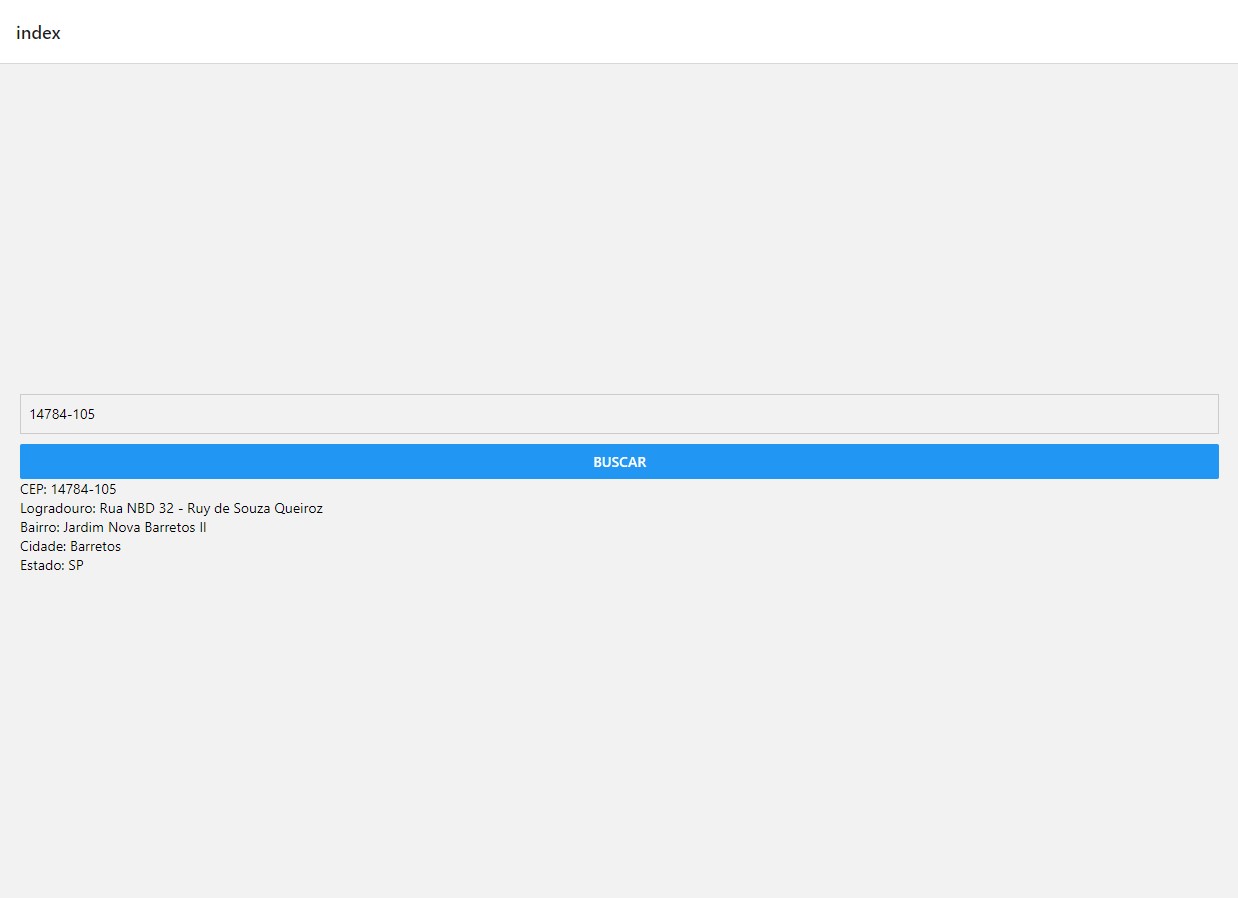 index
14784-105
BUSCAR
CEP: 14784-105
Logradouro: Rua NBD 32 - Ruy de Souza Queiroz
Bairro: Jardim Nova Barretos II
Cidade: Barretos
Estado: SP